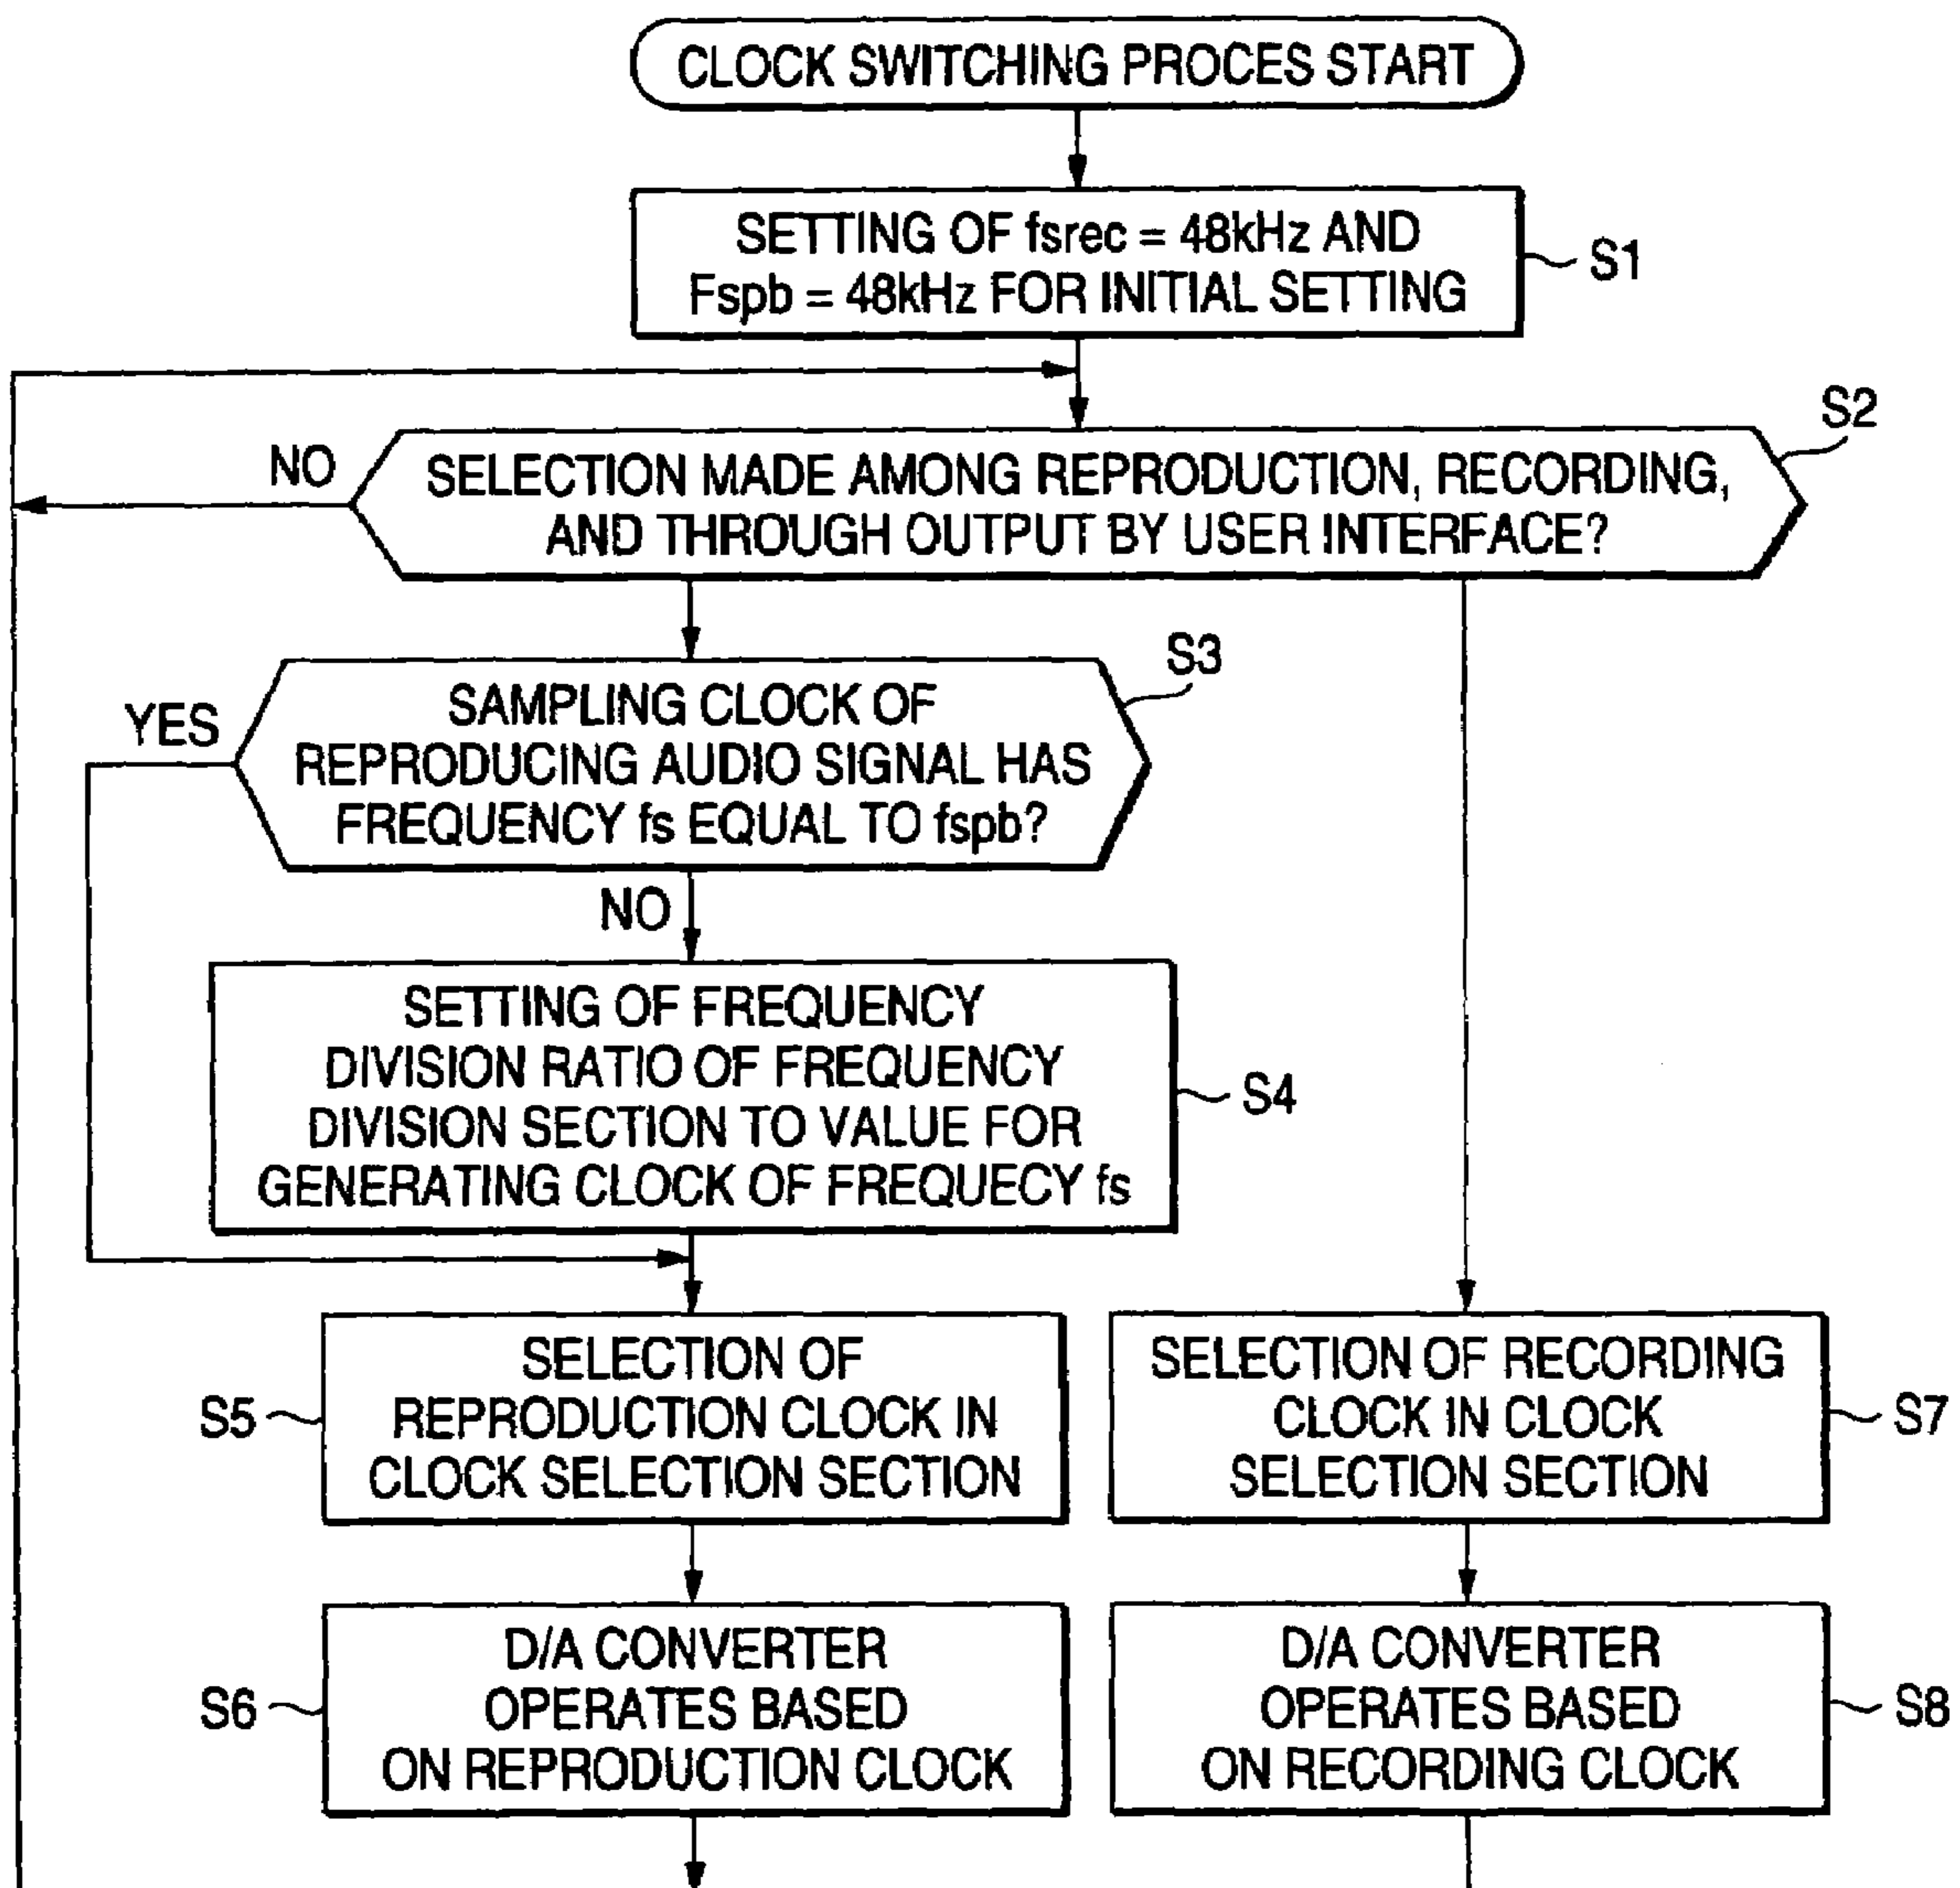 CLOCK SWITCHING PROCES START
SETTING OF fsrec = 48kHz AND
Fspb = 48kHz FOR INITIAL SETTING
S1
S2
NO
SELECTION MADE AMONG REPRODUCTION, RECORDING,
AND THROUGH OUTPUT BY USER INTERFACE?
S3
YES
SAMPLING CLOCK OF
REPRODUCING AUDIO SIGNAL HAS
FREQUENCY fs EQUAL TO fspb?
NO
SETTING OF FREQUENCY
DIVISION RATIO OF FREQUENCY
DIVISION SECTION TO VALUE FOR
GENERATING CLOCK OF FREQUECY fs
S4
S5
SELECTION OF
REPRODUCTION CLOCK IN
CLOCK SELECTION SECTION
SELECTION OF RECORDING
CLOCK IN CLOCK
SELECTION SECTION
S7
S6
D/A CONVERTER
OPERATES BASED
ON REPRODUCTION CLOCK
D/A CONVERTER
OPERATES BASED
ON RECORDING CLOCK
S8